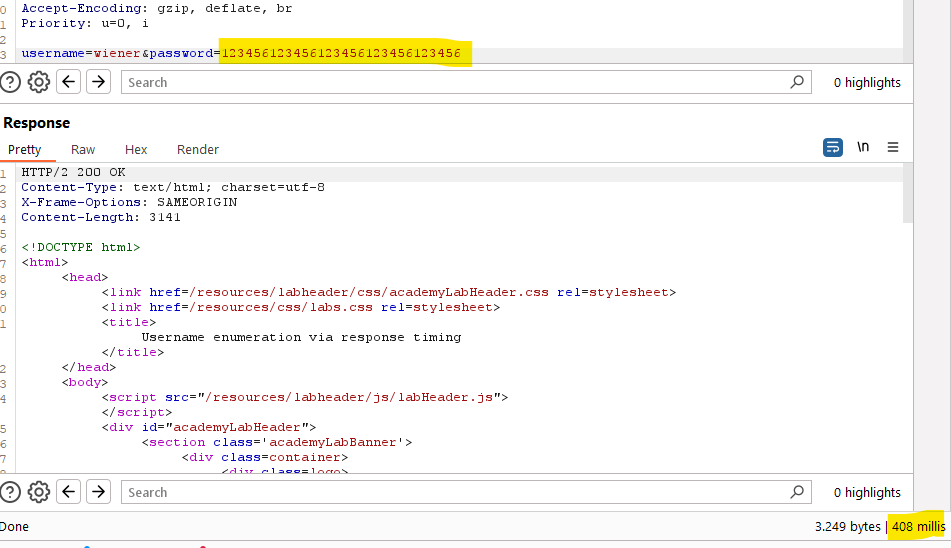 0 Accept-Encoding: gzip, deflate, br
1 Priority: u=0, i
2
3 username=wiener&password=123456123456123456123456123456
? Search 0 highlights
Response
Pretty Raw Hex Render \n
1 HTTP/2 200 OK
2 Content-Type: text/html; charset=utf-8
3 X-Frame-Options: SAMEORIGIN
4 Content-Length: 3141
5
6 <!DOCTYPE html>
7 <html>
8 <head>
9 <link href=/resources/labheader/css/academyLabHeader.css rel=stylesheet>
0 <link href=/resources/css/labs.css rel=stylesheet>
1 <title>
Username enumeration via response timing
</title>
2 </head>
3 <body>
4 <script src="/resources/labheader/js/labHeader.js">
</script>
5 <div id="academyLabHeader">
6 <section class='academyLabBanner'>
7 <div class=container>
8 <div class=logo>
? Search 0 highlights
Done 3.249 bytes | 408 millis